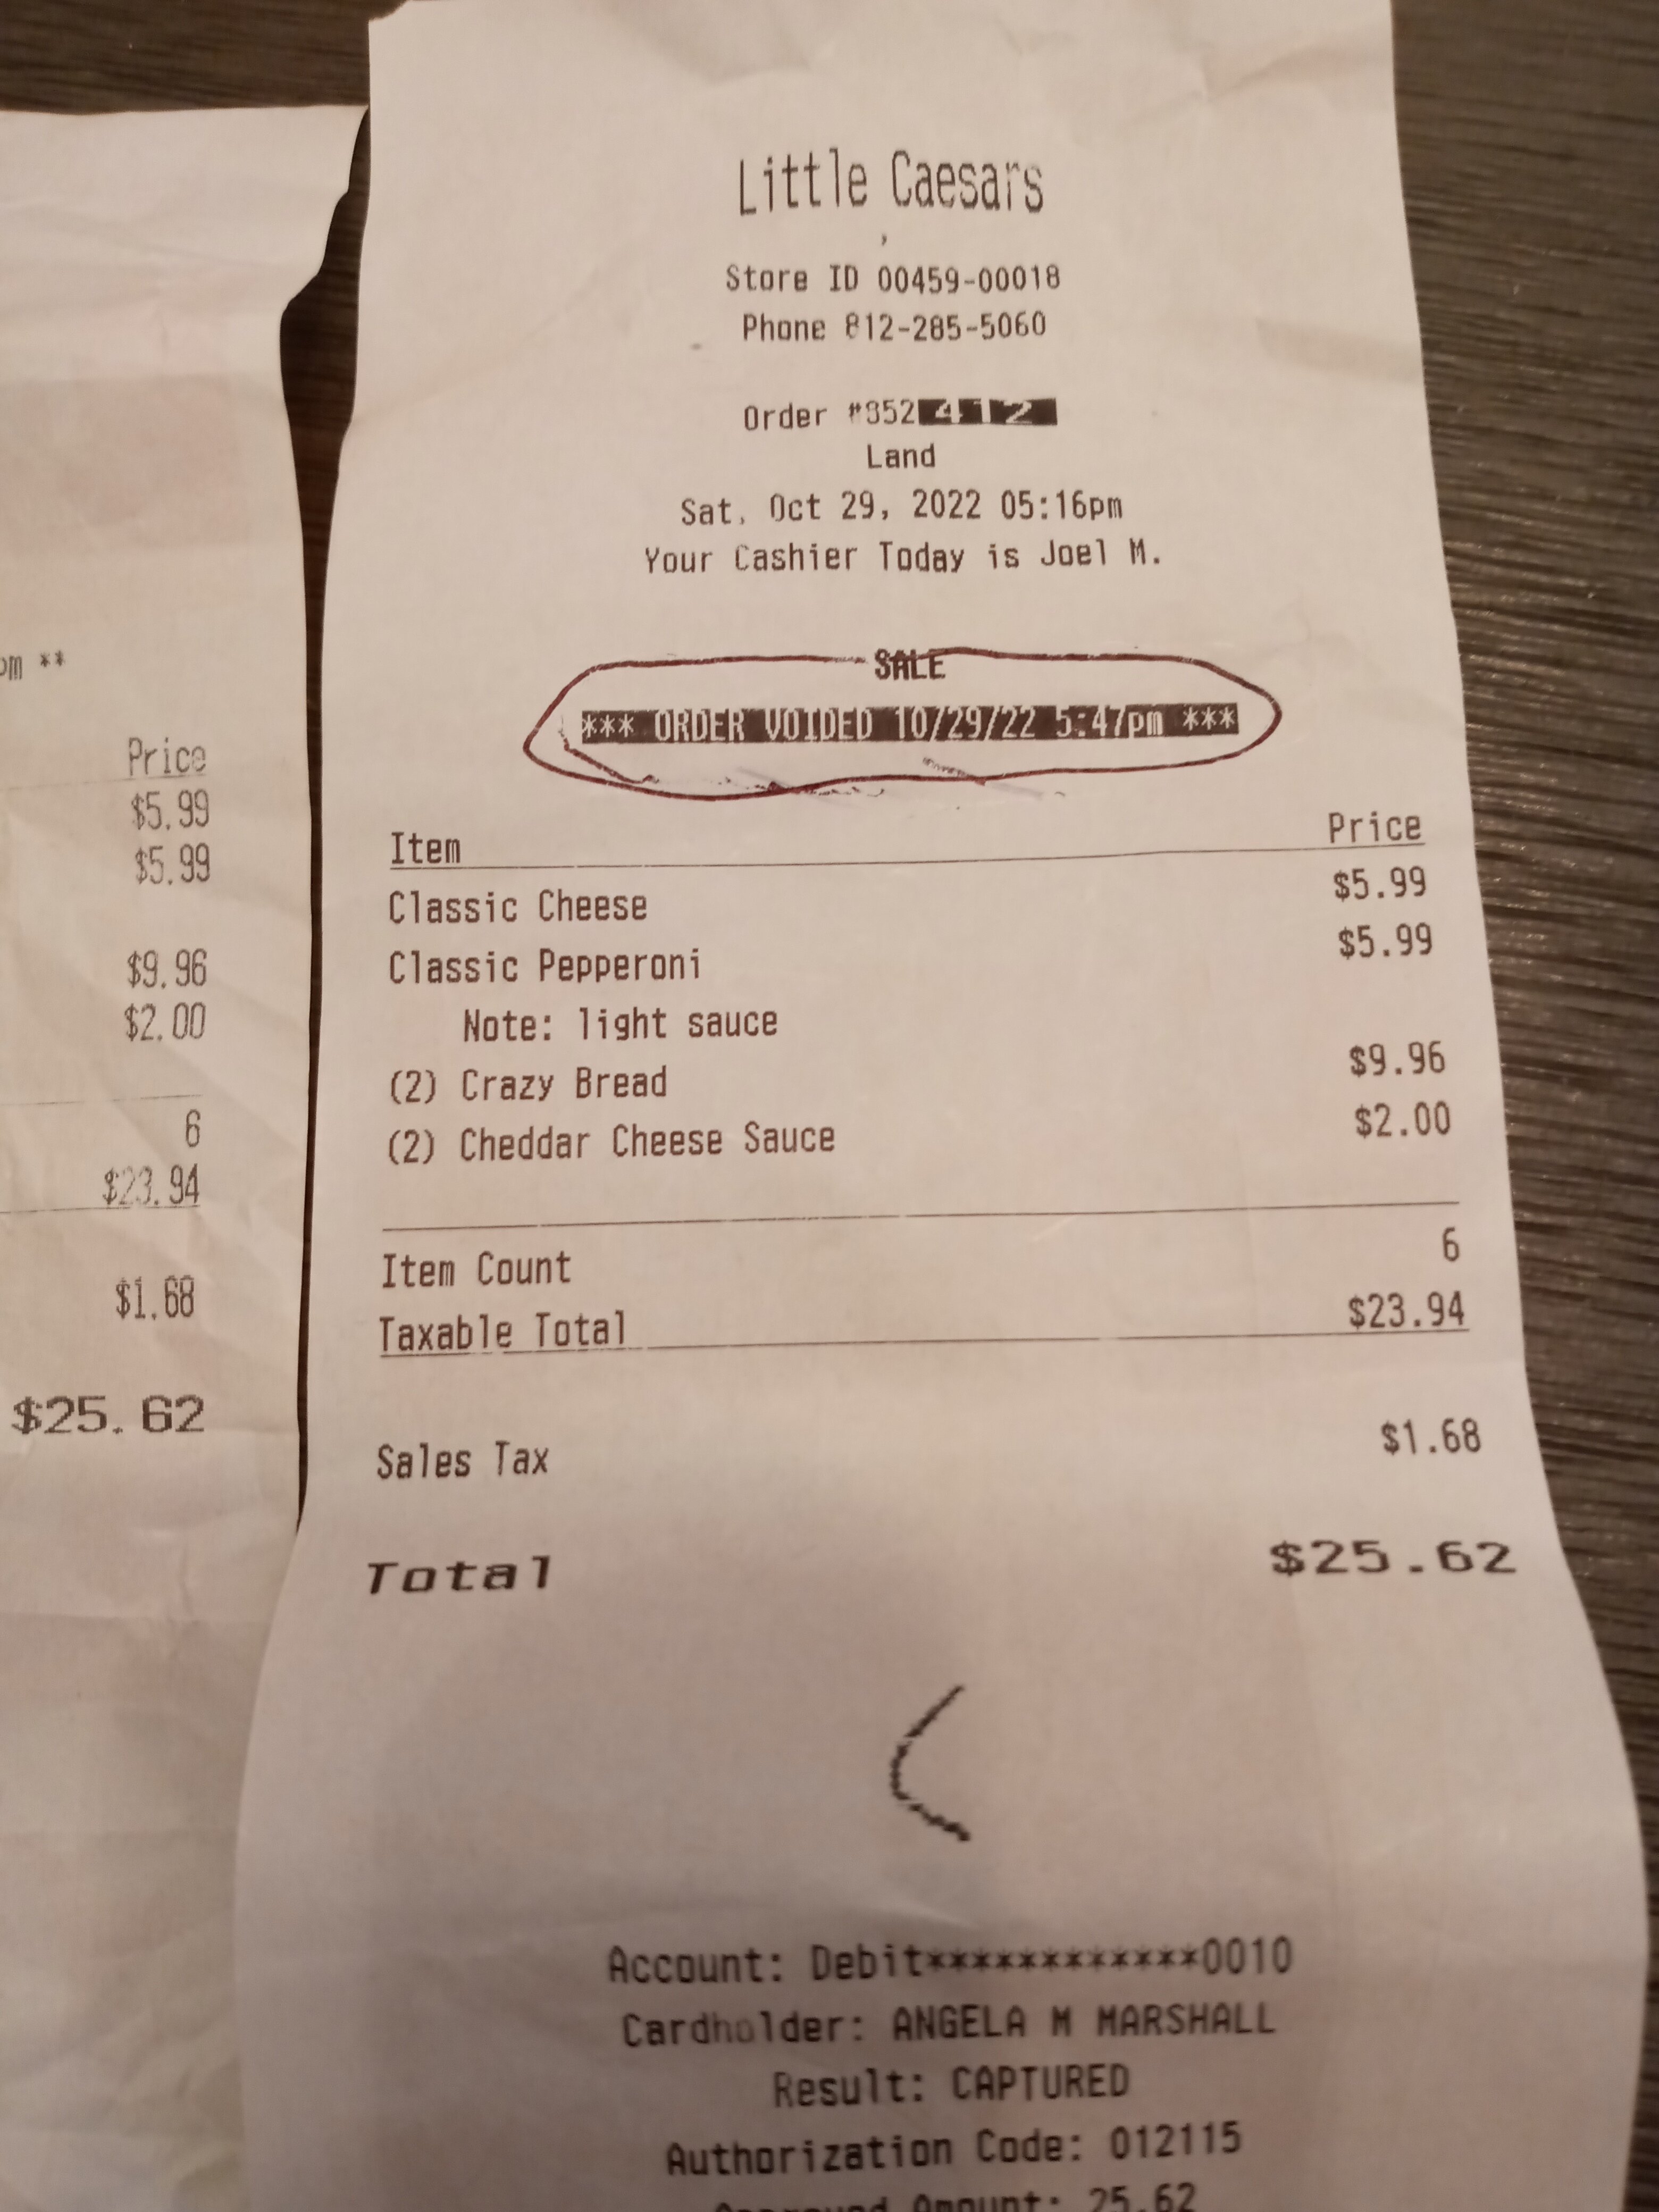 om **
Price
$5.99
$5.99
$9.96
$2.00
6
$23.94
$1.68
$25.62
Little Caesars
,
Store ID 00459-00018
Phone 812-285-5060
Order #352412
Land
Sat, Oct 29, 2022 05:16pm
Your Cashier Today is Joel M.
SALE
*** ORDER VOIDED 10/29/22 5:47pm ***
Item Price
Classic Cheese $5.99
Classic Pepperoni $5.99
Note: light sauce
(2) Crazy Bread $9.96
(2) Cheddar Cheese Sauce $2.00
Item Count 6
Taxable Total $23.94
Sales Tax $1.68
Total $25.62
Account: Debit************0010
Cardholder: ANGELA M MARSHALL
Result: CAPTURED
Authorization Code: 012115
Approved Amount: 25.62